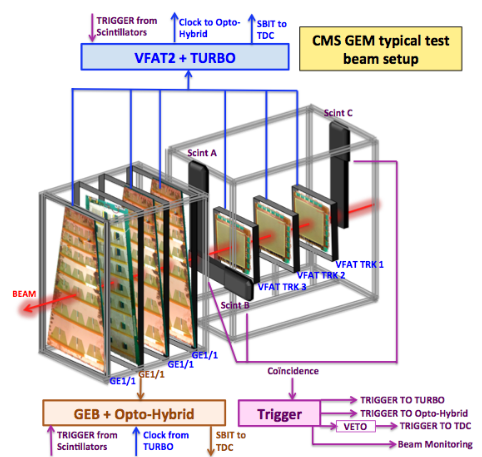 TRIGGER from
Scintillators
Clock to Opto-
Hybrid
SBIT to
TDC
VFAT2 + TURBO
CMS GEM typical test
beam setup
Scint C
Scint A
VFAT TRK 1
VFAT TRK 2
VFAT TRK 3
Scint B
BEAM
GE1/1
GE1/1
GE1/1
GE1/1
Coïncidence
GEB + Opto-Hybrid
Trigger
TRIGGER TO TURBO
TRIGGER TO Opto-Hybrid
VETO
TRIGGER TO TDC
Beam Monitoring
TRIGGER from
Scintillators
Clock from
TURBO
SBIT to
TDC